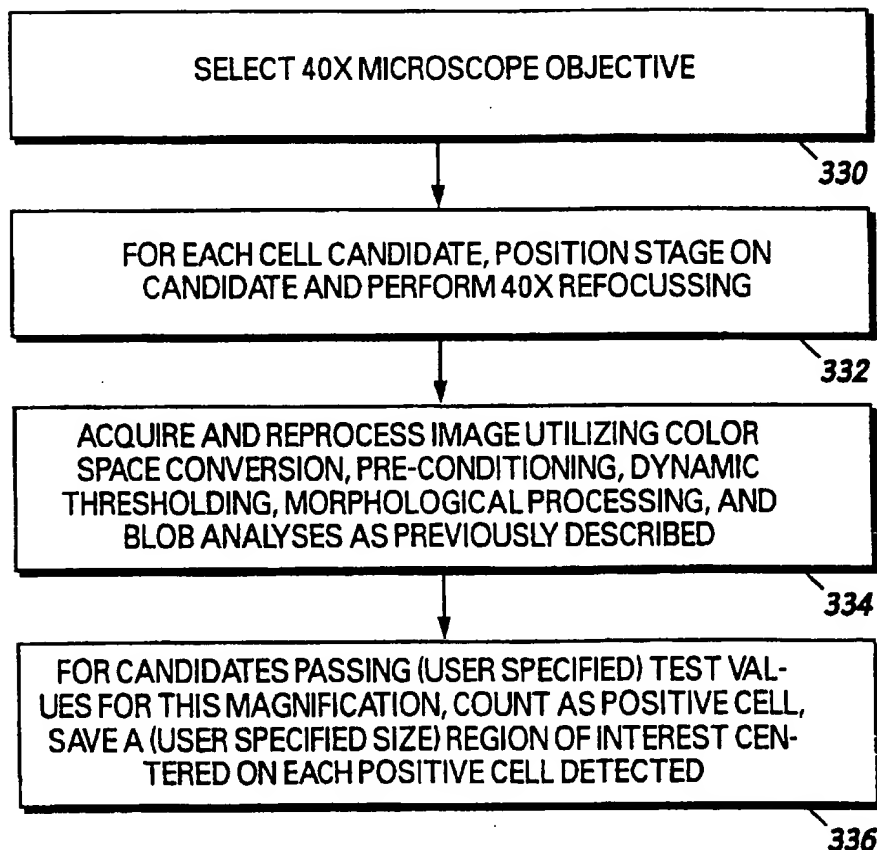 SELECT 40X MICROSCOPE OBJECTIVE
330
FOR EACH CELL CANDIDATE, POSITION STAGE ON
CANDIDATE AND PERFORM 40X REFOCUSSING
332
ACQUIRE AND REPROCESS IMAGE UTILIZING COLOR
SPACE CONVERSION, PRE-CONDITIONING, DYNAMIC
THRESHOLDING, MORPHOLOGICAL PROCESSING, AND
BLOB ANALYSES AS PREVIOUSLY DESCRIBED
334
FOR CANDIDATES PASSING (USER SPECIFIED) TEST VAL-
UES FOR THIS MAGNIFICATION, COUNT AS POSITIVE CELL,
SAVE A (USER SPECIFIED SIZE) REGION OF INTEREST CEN-
TERED ON EACH POSITIVE CELL DETECTED
336